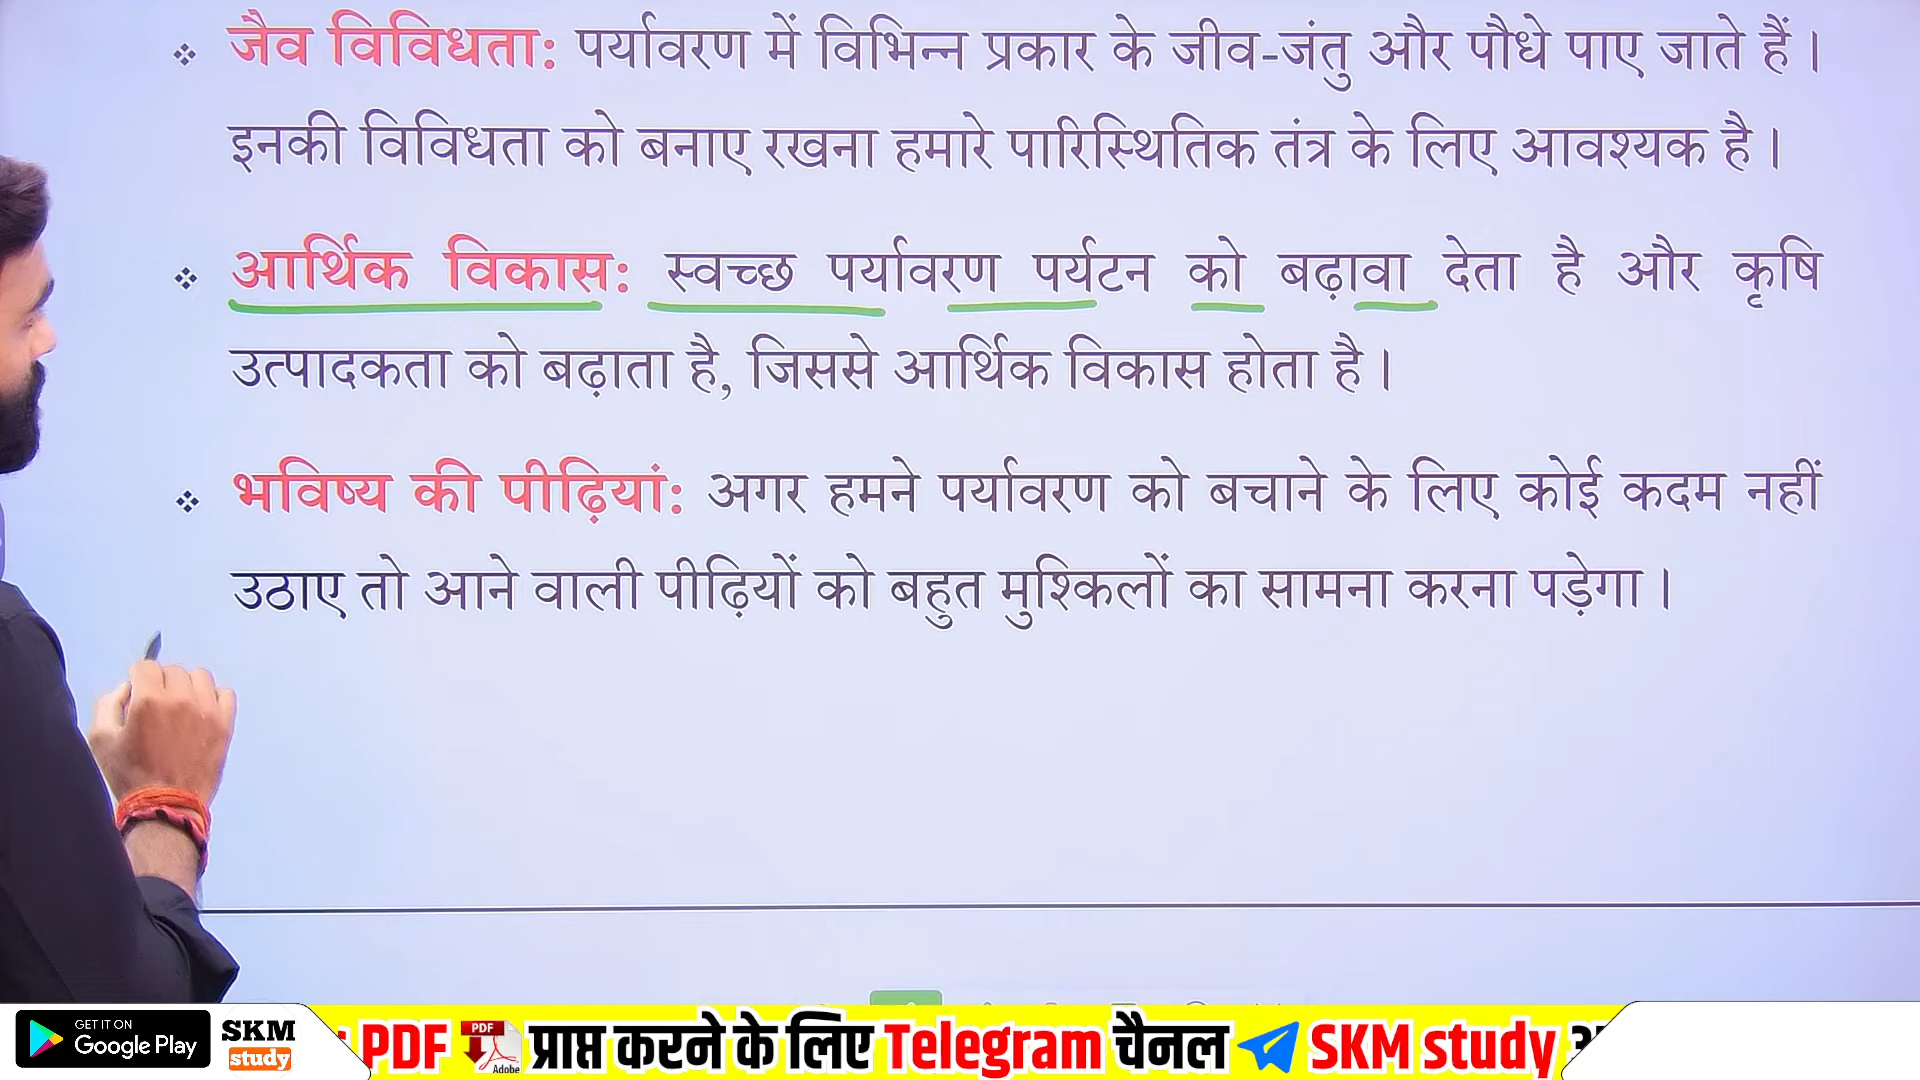 ❖ जैव विविधता: पर्यावरण में विभिन्न प्रकार के जीव-जंतु और पौधे पाए जाते हैं।
इनकी विविधता को बनाए रखना हमारे पारिस्थितिक तंत्र के लिए आवश्यक है।
❖ आर्थिक विकास: स्वच्छ पर्यावरण पर्यटन को बढ़ावा देता है और कृषि
उत्पादकता को बढ़ाता है, जिससे आर्थिक विकास होता है।
❖ भविष्य की पीढ़ियां: अगर हमने पर्यावरण को बचाने के लिए कोई कदम नहीं
उठाए तो आने वाली पीढ़ियों को बहुत मुश्किलों का सामना करना पड़ेगा।
GET IT ON
Google Play
SKM
study
PDF PDF Adobe प्राप्त करने के लिए Telegram चैनल SKM study